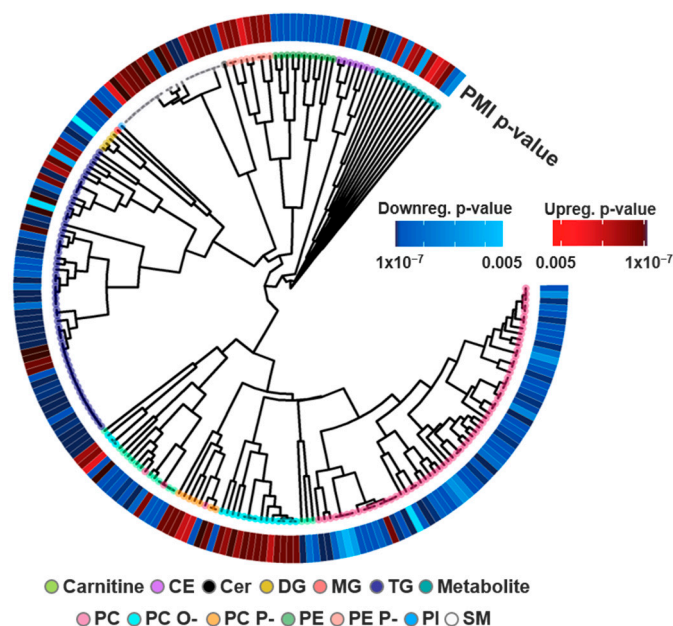 PMI p-value
Downreg. p-value Upreg. p-value
1x10⁻⁷ 0.005 0.005 1x10⁻⁷
Carnitine CE Cer DG MG TG Metabolite
PC PC O- PC P- PE PE P- PI SM